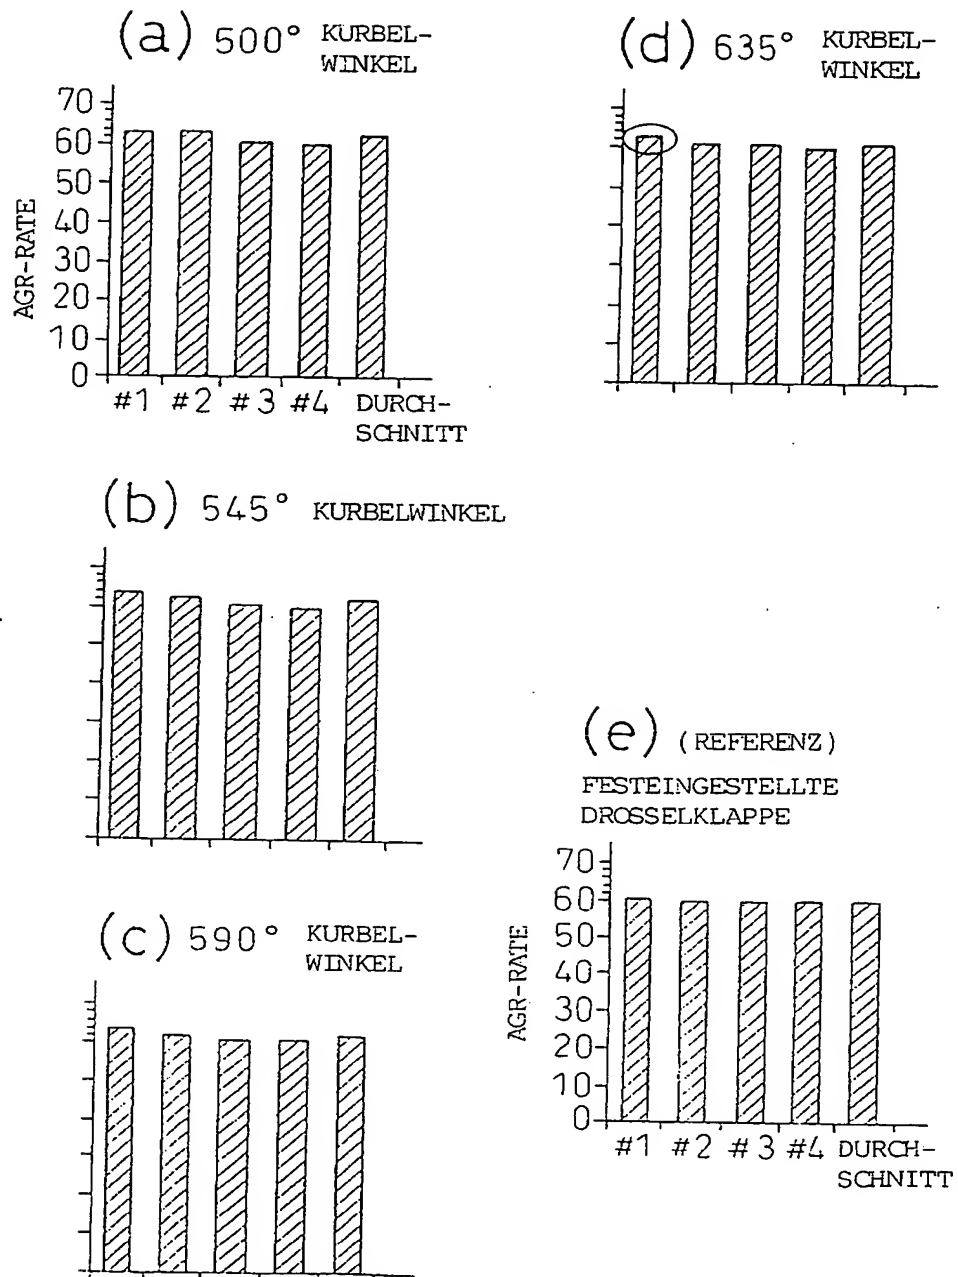 (a) 500° KURBEL-
WINKEL
AGR-RATE
70
60
50
40
30
20
10
0
#1 #2 #3 #4 DURCH-
SCHNITT
(b) 545° KURBELWINKEL
(c) 590° KURBEL-
WINKEL
(d) 635° KURBEL-
WINKEL
(e) (REFERENZ)
FESTEINGESTELLTE
DROSSELKLAPPE
AGR-RATE
70
60
50
40
30
20
10
0
#1 #2 #3 #4 DURCH-
SCHNITT